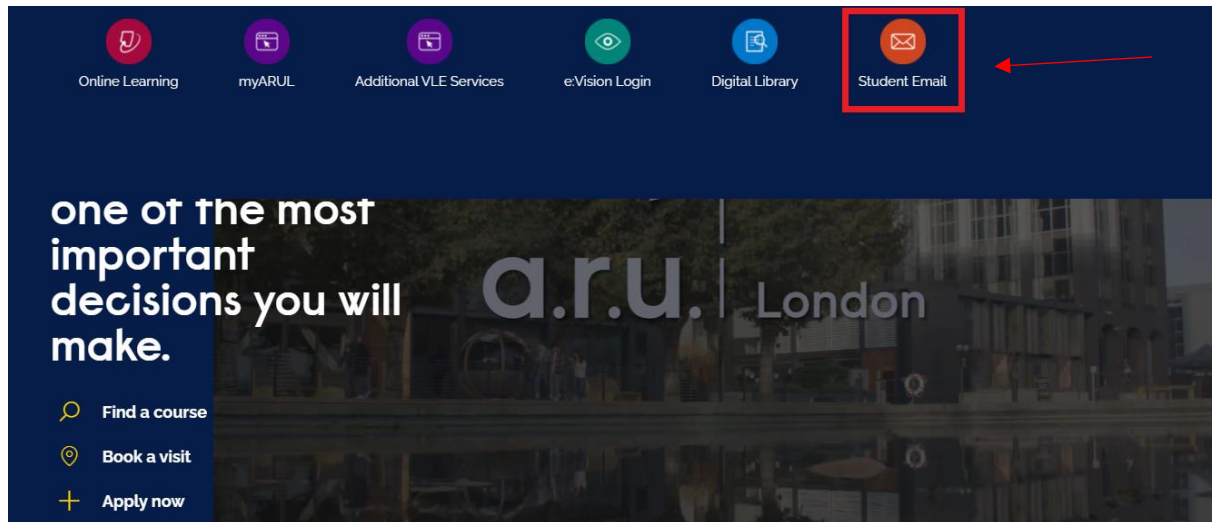 Online Learning
myARUL
Additional VLE Services
e:Vision Login
Digital Library
Student Email
one of the most
important
decisions you will
make.
a.r.u. London
Find a course
Book a visit
Apply now